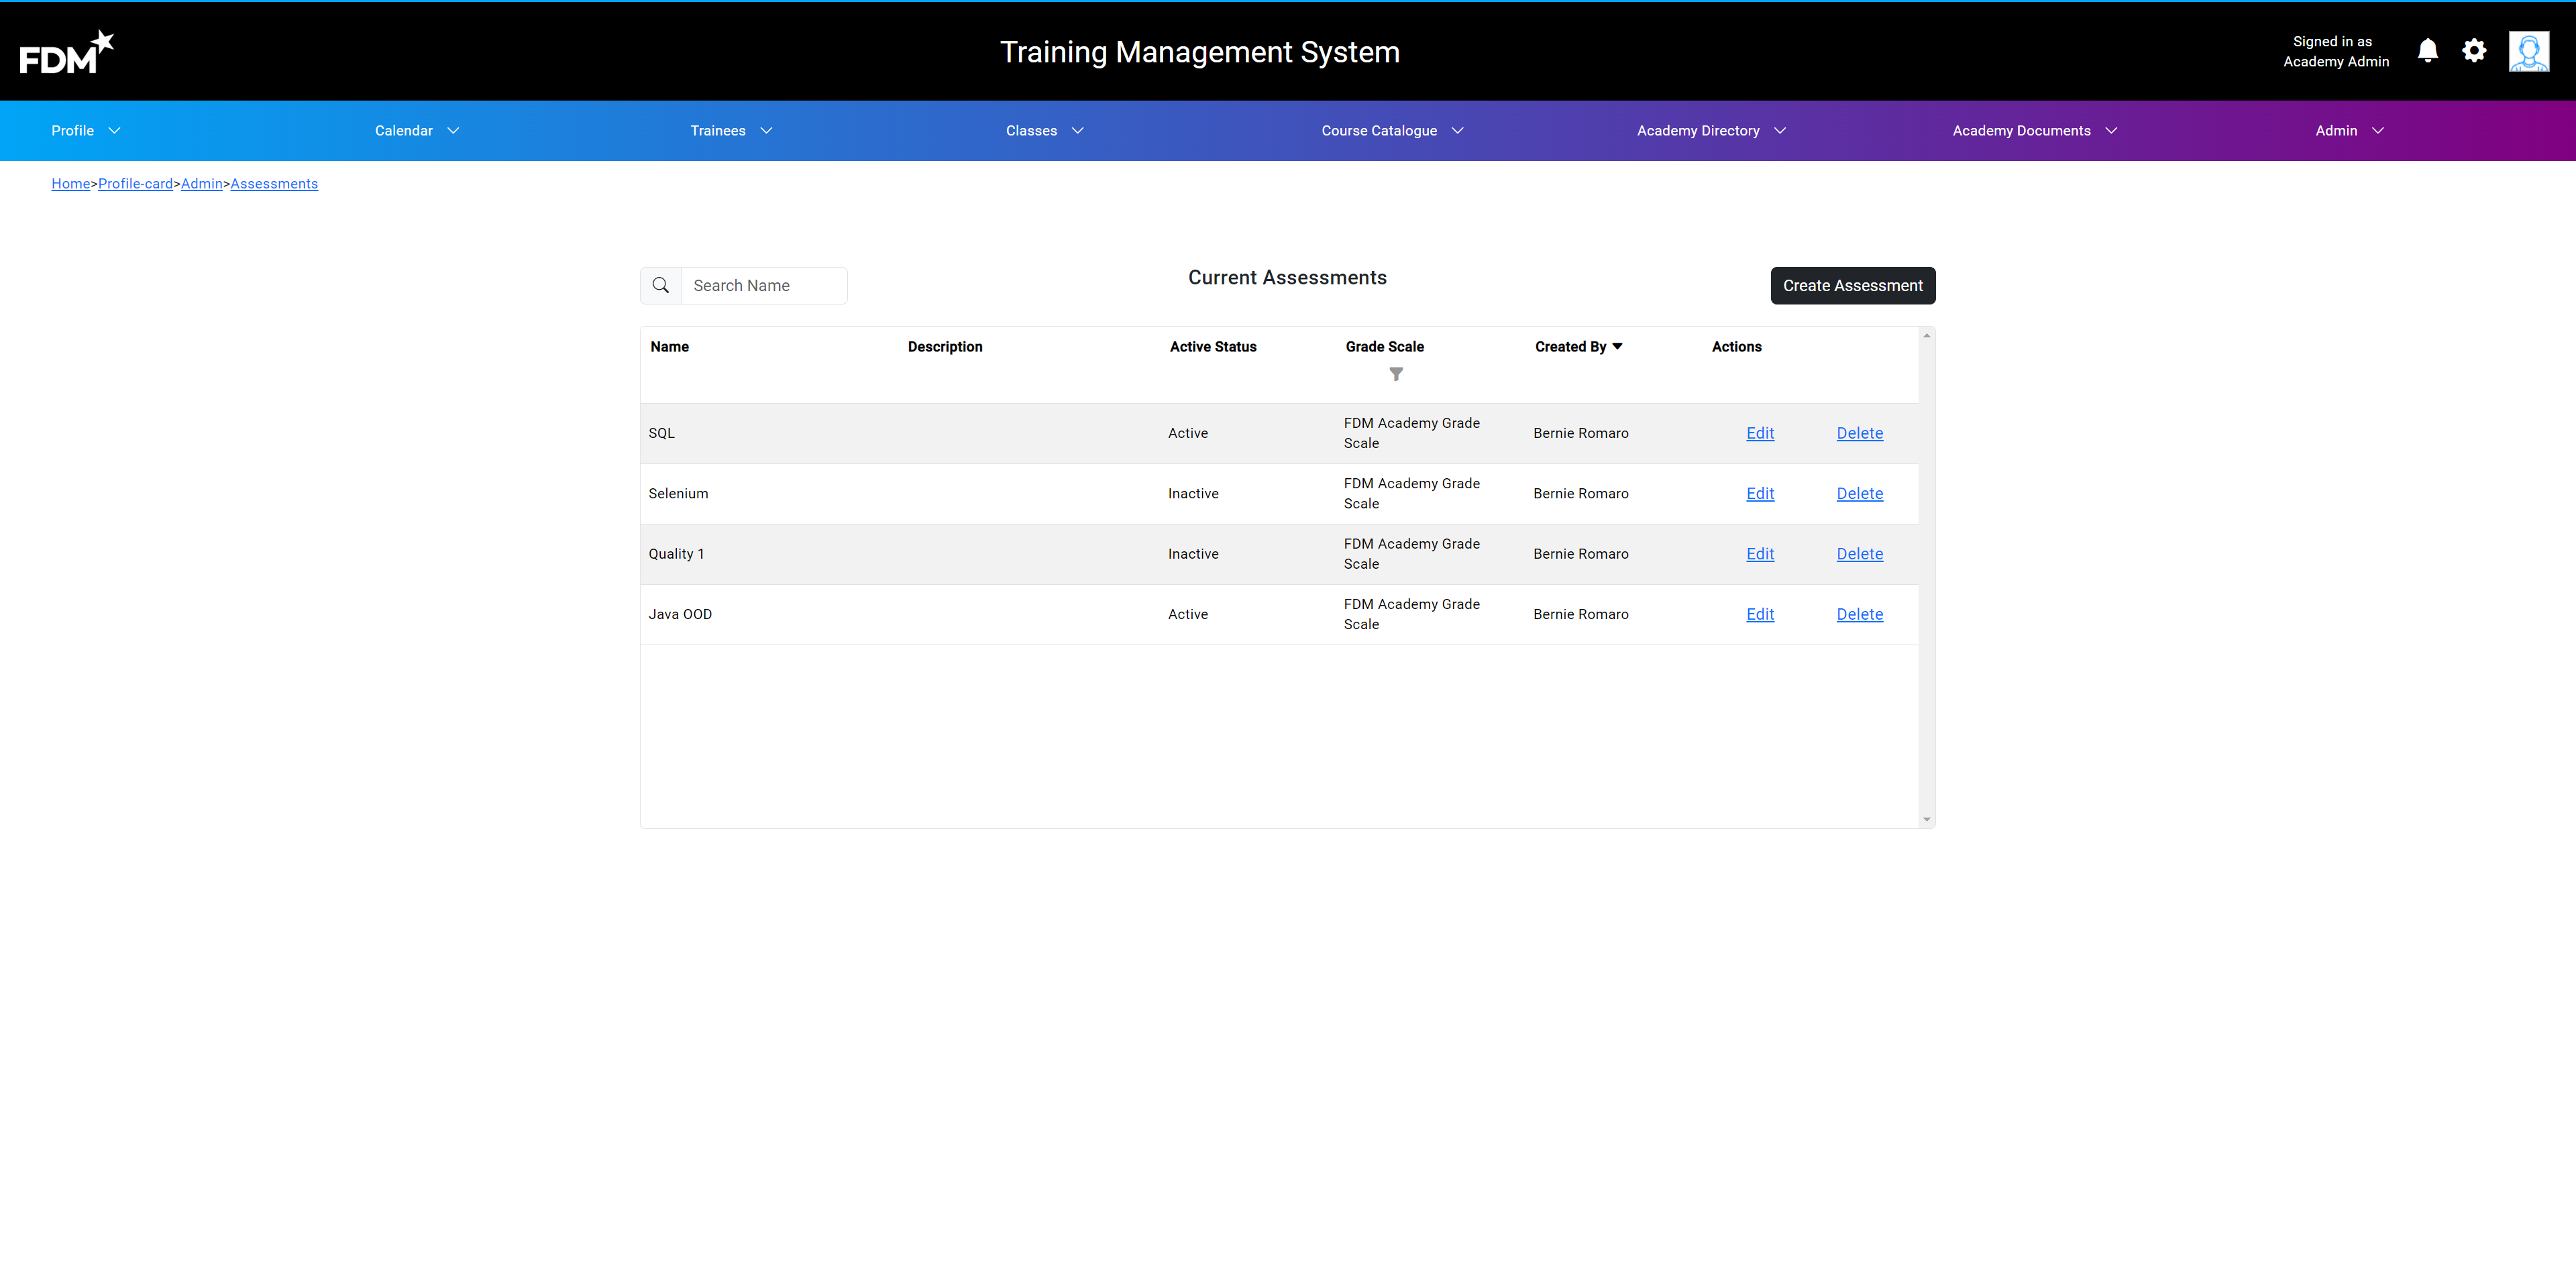 FDM
Training Management System
Signed in as
Academy Admin
Profile
Calendar
Trainees
Classes
Course Catalogue
Academy Directory
Academy Documents
Admin
Home>Profile-card>Admin>Assessments
Search Name
Current Assessments
Create Assessment
Name Description Active Status Grade Scale Created By Actions
SQL Active FDM Academy Grade Scale Bernie Romaro Edit Delete
Selenium Inactive FDM Academy Grade Scale Bernie Romaro Edit Delete
Quality 1 Inactive FDM Academy Grade Scale Bernie Romaro Edit Delete
Java OOD Active FDM Academy Grade Scale Bernie Romaro Edit Delete